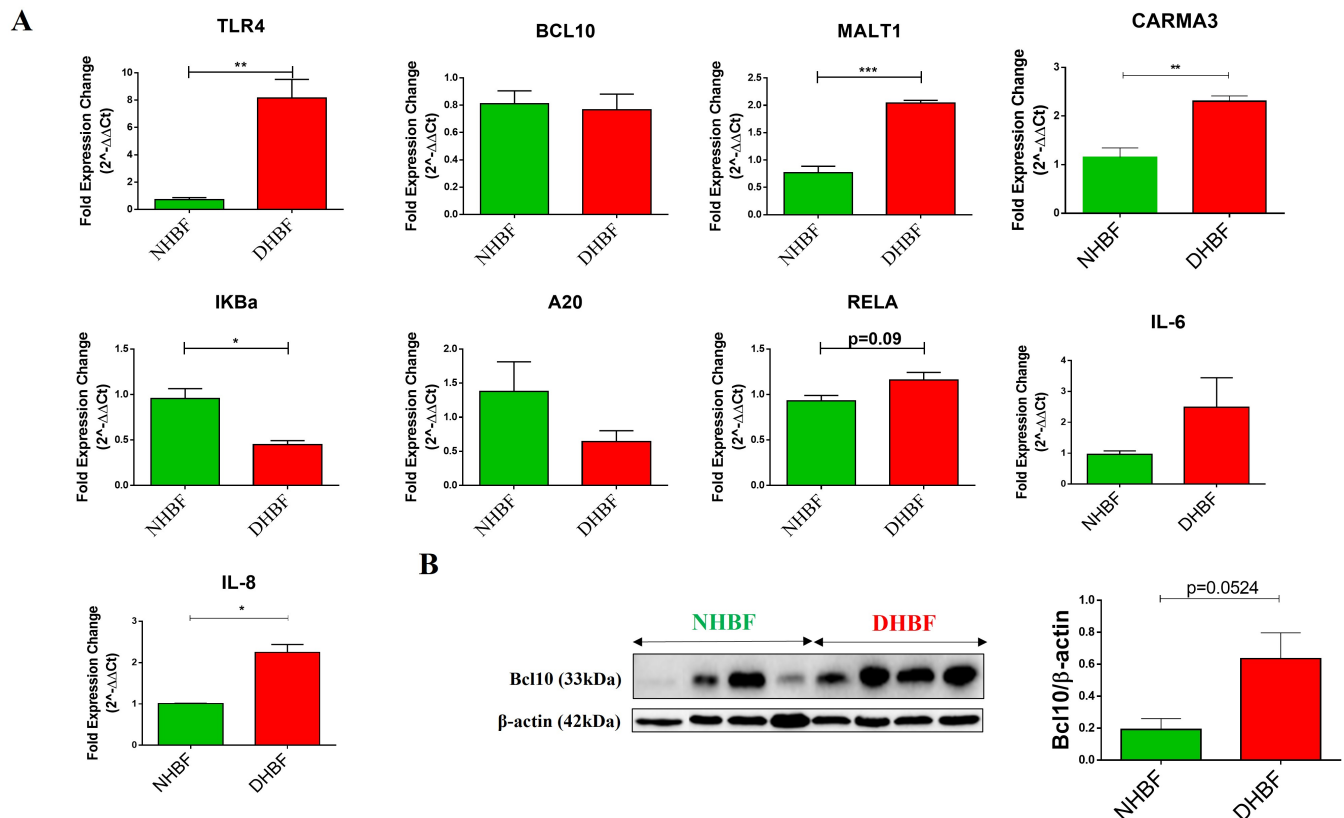 A
TLR4
**
Fold Expression Change
(2^-ΔΔCt)
10
8
6
4
2
0
NHBF
DHBF
BCL10
Fold Expression Change
(2^-ΔΔCt)
1.0
0.8
0.6
0.4
0.2
0.0
NHBF
DHBF
MALT1
***
Fold Expression Change
(2^-ΔΔCt)
2.5
2.0
1.5
1.0
0.5
0.0
NHBF
DHBF
CARMA3
**
Fold Expression Change
(2^-ΔΔCt)
3
2
1
0
NHBF
DHBF
IKBa
*
Fold Expression Change
(2^-ΔΔCt)
1.5
1.0
0.5
0.0
NHBF
DHBF
A20
Fold Expression Change
(2^-ΔΔCt)
2.0
1.5
1.0
0.5
0.0
NHBF
DHBF
RELA
p=0.09
Fold Expression Change
(2^-ΔΔCt)
1.5
1.0
0.5
0.0
NHBF
DHBF
IL-6
Fold Expression Change
(2^-ΔΔCt)
4
3
2
1
0
NHBF
DHBF
IL-8
*
Fold Expression Change
(2^-ΔΔCt)
3
2
1
0
NHBF
DHBF
B
NHBF
DHBF
Bcl10 (33kDa)
β-actin (42kDa)
p=0.0524
Bcl10/β-actin
1.0
0.8
0.6
0.4
0.2
0.0
NHBF
DHBF